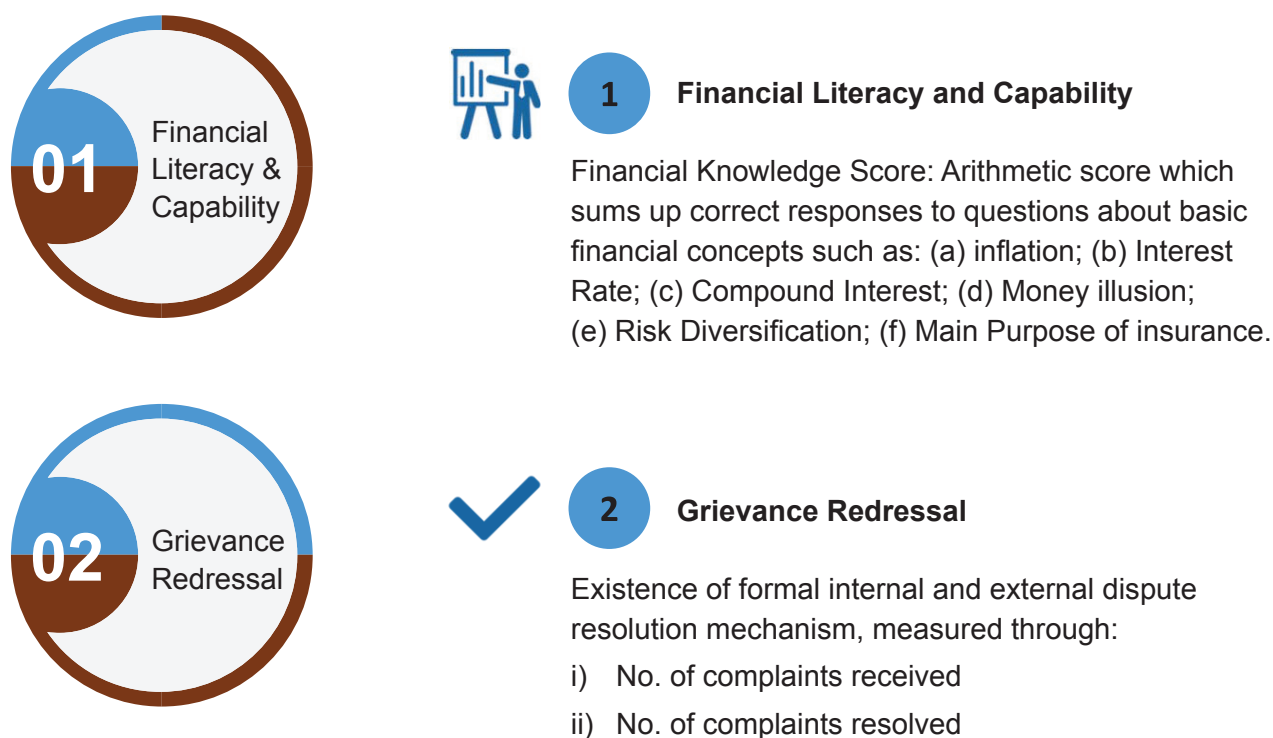 01
Financial
Literacy &
Capability
1
Financial Literacy and Capability
Financial Knowledge Score: Arithmetic score which
sums up correct responses to questions about basic
financial concepts such as: (a) inflation; (b) Interest
Rate; (c) Compound Interest; (d) Money illusion;
(e) Risk Diversification; (f) Main Purpose of insurance.
02
Grievance
Redressal
2
Grievance Redressal
Existence of formal internal and external dispute
resolution mechanism, measured through:
i) No. of complaints received
ii) No. of complaints resolved